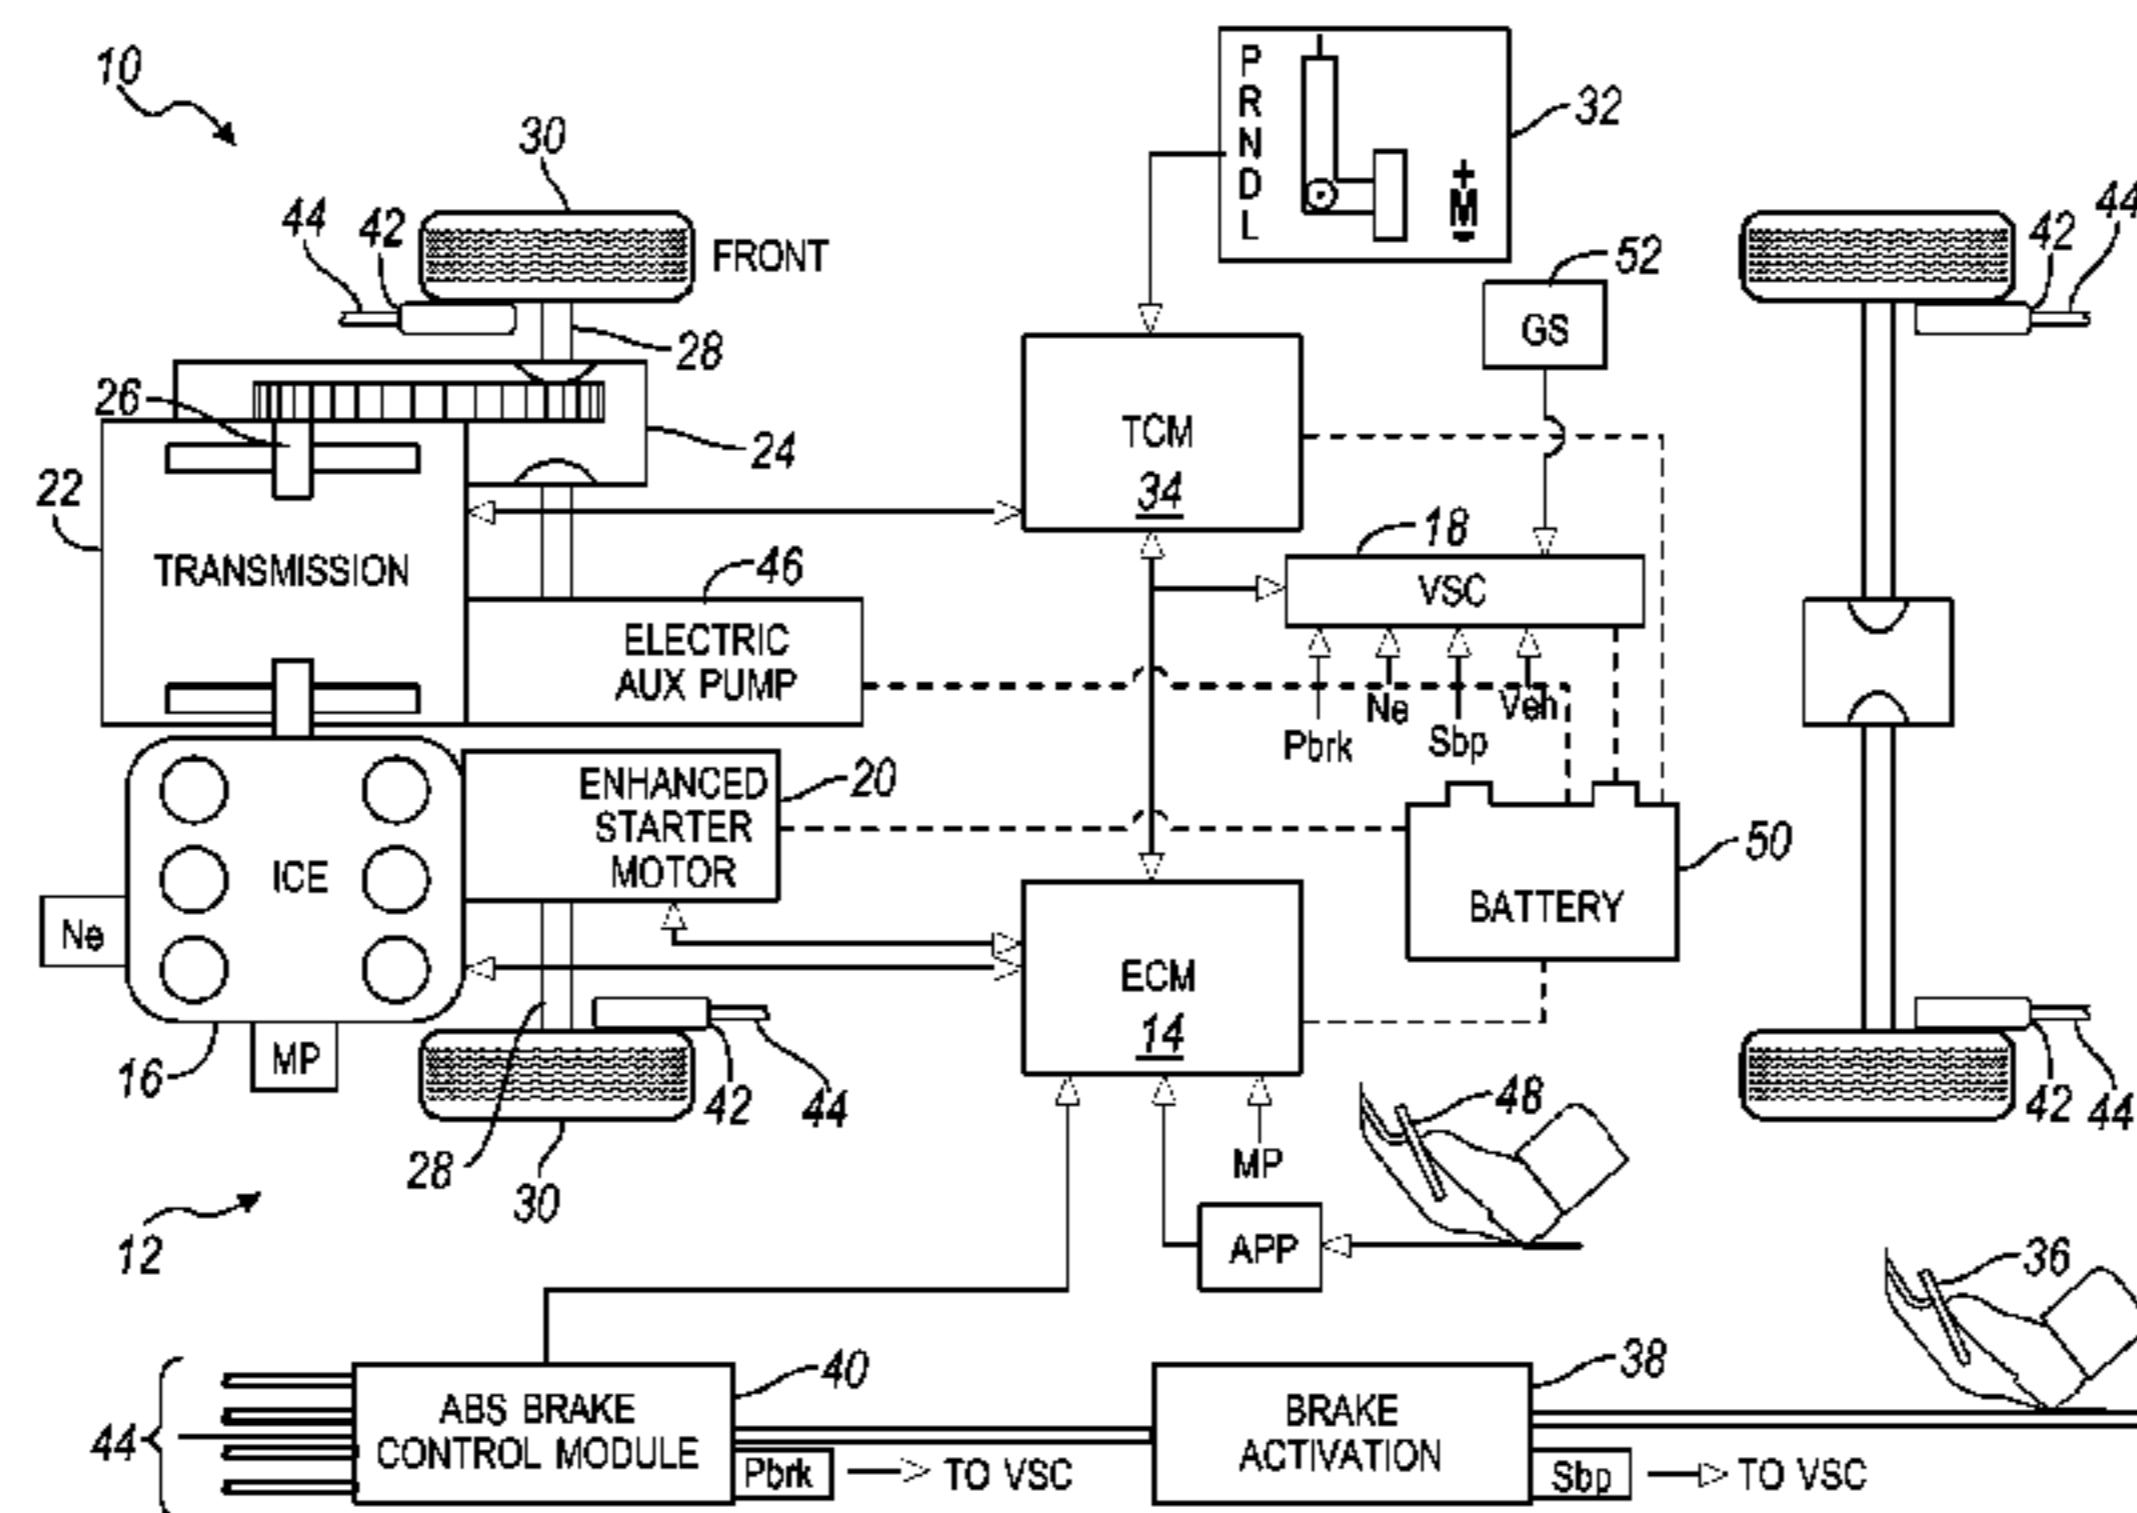 10
30
44
42
FRONT
28
26
24
22
TRANSMISSION
46
ELECTRIC
AUX PUMP
ENHANCED
STARTER
MOTOR
20
ICE
Ne
MP
16
28
30
42
44
12
P
R
N
D
L
+
M
-
32
52
GS
TCM
34
18
VSC
Pbrk
Ne
Sbp
Veh
BATTERY
50
ECM
14
MP
APP
48
42
44
42
44
36
44
ABS BRAKE
CONTROL MODULE
40
Pbrk
TO VSC
BRAKE
ACTIVATION
38
Sbp
TO VSC